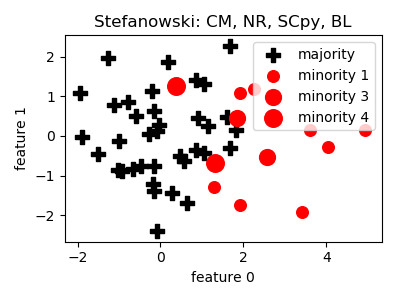 Stefanowski: CM, NR, SCpy, BL
majority
minority 1
minority 3
minority 4
2
1
0
−1
−2
feature 1
−2
0
2
4
feature 0